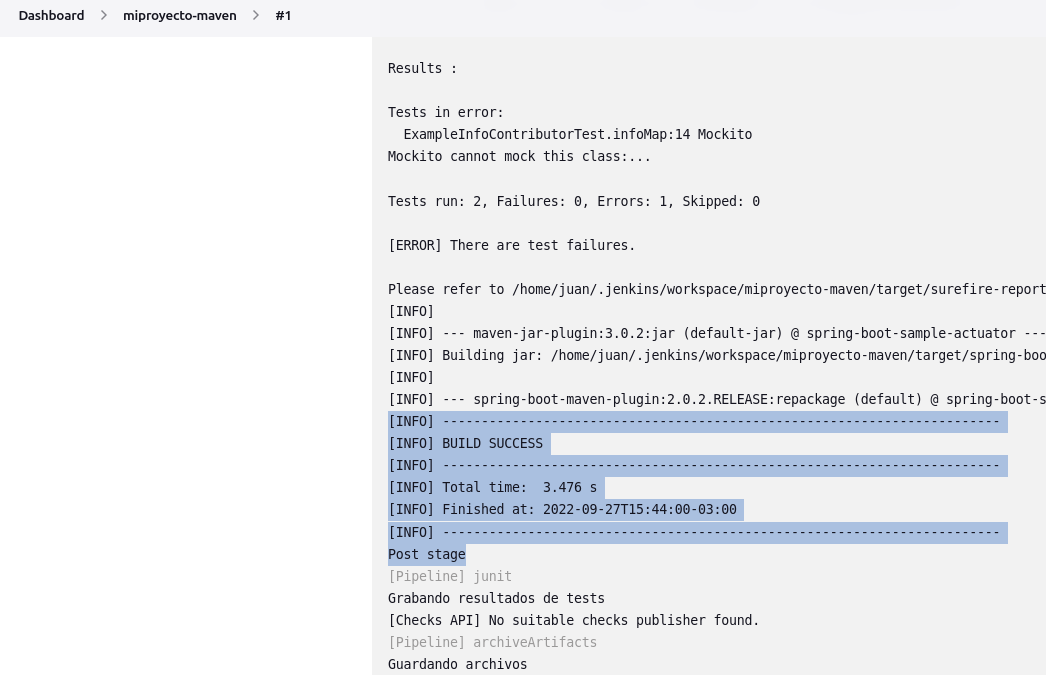 Dashboard > miproyecto-maven > #1
Results :
Tests in error:
  ExampleInfoContributorTest.infoMap:14 Mockito
Mockito cannot mock this class:...
Tests run: 2, Failures: 0, Errors: 1, Skipped: 0
[ERROR] There are test failures.
Please refer to /home/juan/.jenkins/workspace/miproyecto-maven/target/surefire-report
[INFO]
[INFO] --- maven-jar-plugin:3.0.2:jar (default-jar) @ spring-boot-sample-actuator ---
[INFO] Building jar: /home/juan/.jenkins/workspace/miproyecto-maven/target/spring-boo
[INFO]
[INFO] --- spring-boot-maven-plugin:2.0.2.RELEASE:repackage (default) @ spring-boot-s
[INFO] ------------------------------------------------------------------------
[INFO] BUILD SUCCESS
[INFO] ------------------------------------------------------------------------
[INFO] Total time:  3.476 s
[INFO] Finished at: 2022-09-27T15:44:00-03:00
[INFO] ------------------------------------------------------------------------
Post stage
[Pipeline] junit
Grabando resultados de tests
[Checks API] No suitable checks publisher found.
[Pipeline] archiveArtifacts
Guardando archivos